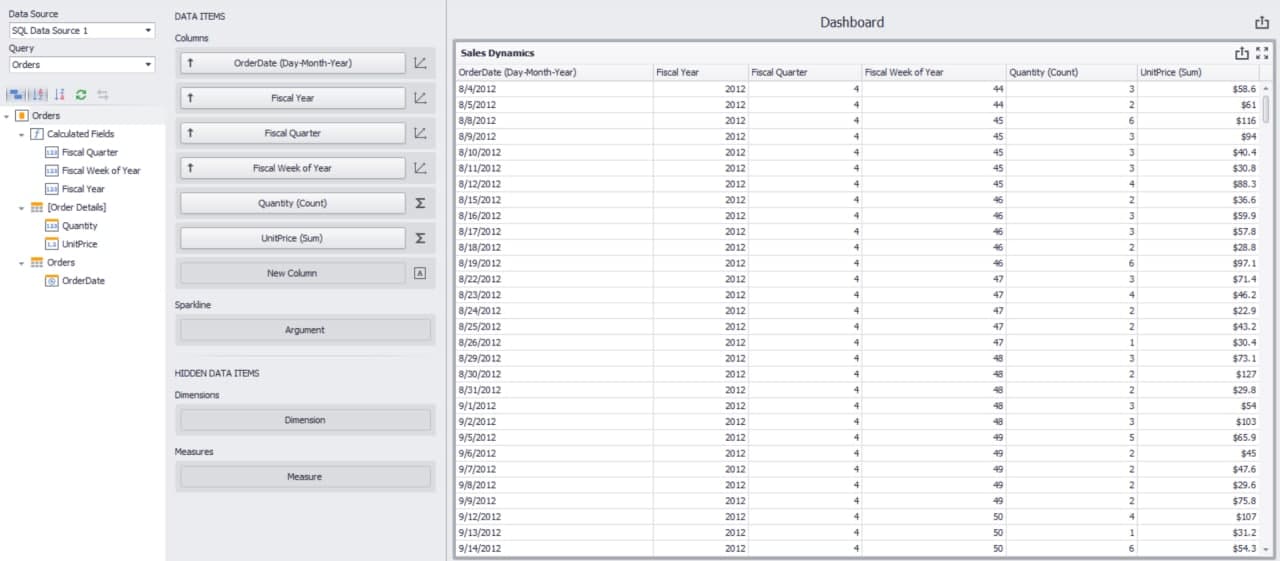 Data Source
SQL Data Source 1
Query
Orders
Orders
Calculated Fields
Fiscal Quarter
Fiscal Week of Year
Fiscal Year
[Order Details]
Quantity
UnitPrice
Orders
OrderDate
DATA ITEMS
Columns
OrderDate (Day-Month-Year)
Fiscal Year
Fiscal Quarter
Fiscal Week of Year
Quantity (Count)
UnitPrice (Sum)
New Column
Sparkline
Argument
HIDDEN DATA ITEMS
Dimensions
Dimension
Measures
Measure
Dashboard
Sales Dynamics
OrderDate (Day-Month-Year) Fiscal Year Fiscal Quarter Fiscal Week of Year Quantity (Count) UnitPrice (Sum)
8/4/2012 2012 4 44 3 $58.6
8/5/2012 2012 4 44 2 $61
8/8/2012 2012 4 45 6 $116
8/9/2012 2012 4 45 3 $94
8/10/2012 2012 4 45 3 $40.4
8/11/2012 2012 4 45 3 $30.8
8/12/2012 2012 4 45 4 $88.3
8/15/2012 2012 4 46 2 $36.6
8/16/2012 2012 4 46 3 $59.9
8/17/2012 2012 4 46 3 $57.8
8/18/2012 2012 4 46 2 $28.8
8/19/2012 2012 4 46 6 $97.1
8/22/2012 2012 4 47 3 $71.4
8/23/2012 2012 4 47 4 $46.2
8/24/2012 2012 4 47 2 $22.9
8/25/2012 2012 4 47 2 $43.2
8/26/2012 2012 4 47 1 $30.4
8/29/2012 2012 4 48 3 $73.1
8/30/2012 2012 4 48 2 $127
8/31/2012 2012 4 48 2 $29.8
9/1/2012 2012 4 48 3 $54
9/2/2012 2012 4 48 3 $103
9/5/2012 2012 4 49 5 $65.9
9/6/2012 2012 4 49 2 $45
9/7/2012 2012 4 49 2 $47.6
9/8/2012 2012 4 49 2 $29.6
9/9/2012 2012 4 49 2 $75.8
9/12/2012 2012 4 50 4 $107
9/13/2012 2012 4 50 1 $31.2
9/14/2012 2012 4 50 6 $54.3